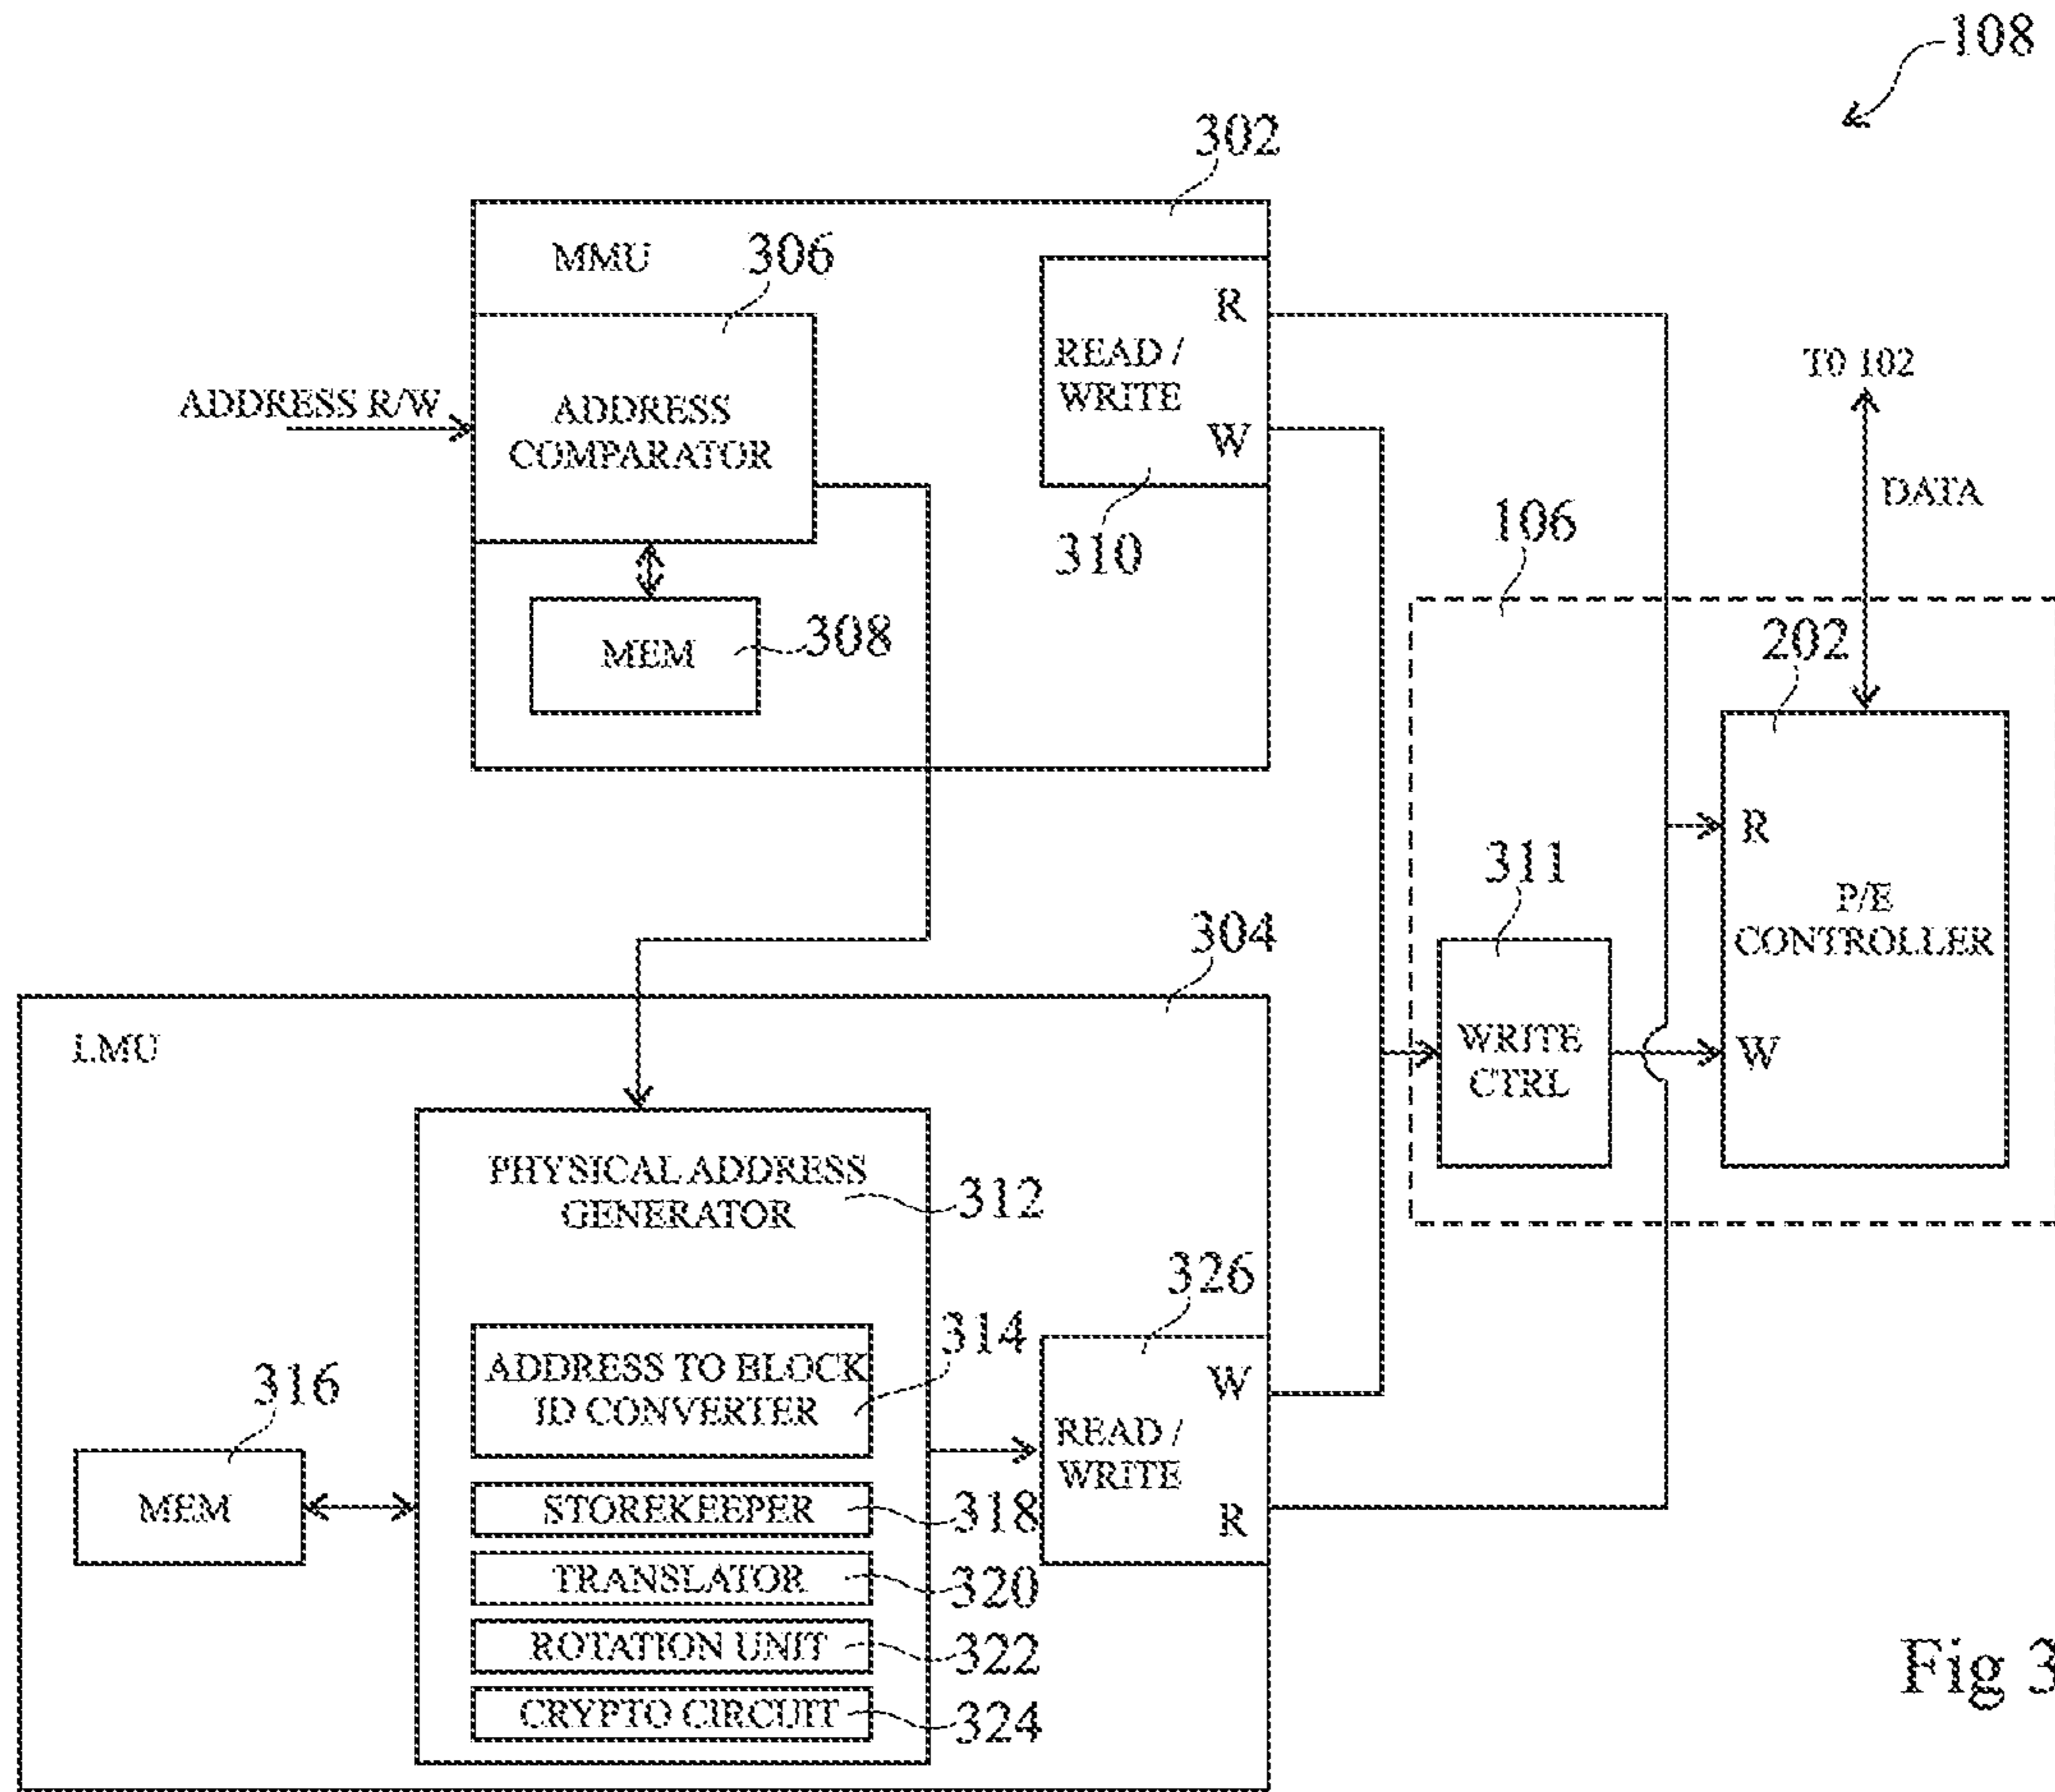 108
302
MMU
306
R
READ /
WRITE
W
310
ADDRESS R/W
ADDRESS
COMPARATOR
MEM
308
T0 102
DATA
106
202
R
P/E
CONTROLLER
W
311
WRITE
CTRL
304
LMU
PHYSICAL ADDRESS
GENERATOR
312
326
ADDRESS TO BLOCK
ID CONVERTER
314
W
READ /
WRITE
R
316
MEM
STOREKEEPER
318
TRANSLATOR
320
ROTATION UNIT
322
CRYPTO CIRCUIT
324
Fig 3